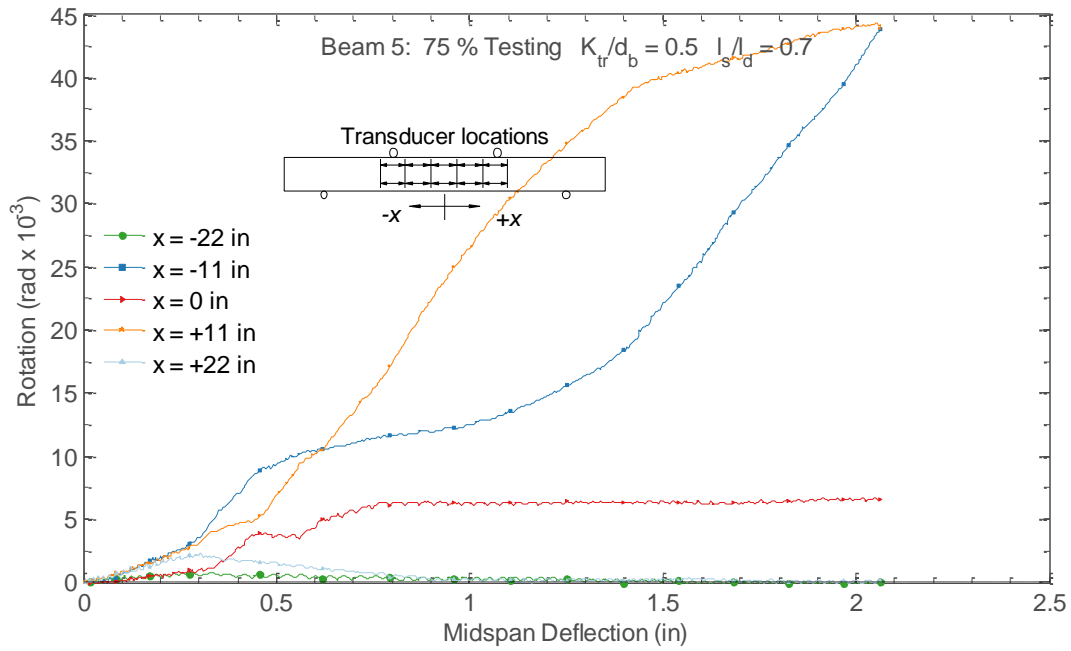 45
40
35
30
25
20
15
10
5
0
Rotation (rad x 10⁻³)
Beam 5: 75 % Testing K_tr/d_b = 0.5 l_s/l_d = 0.7
Transducer locations
-x
+x
x = -22 in
x = -11 in
x = 0 in
x = +11 in
x = +22 in
0 0.5 1 1.5 2 2.5
Midspan Deflection (in)